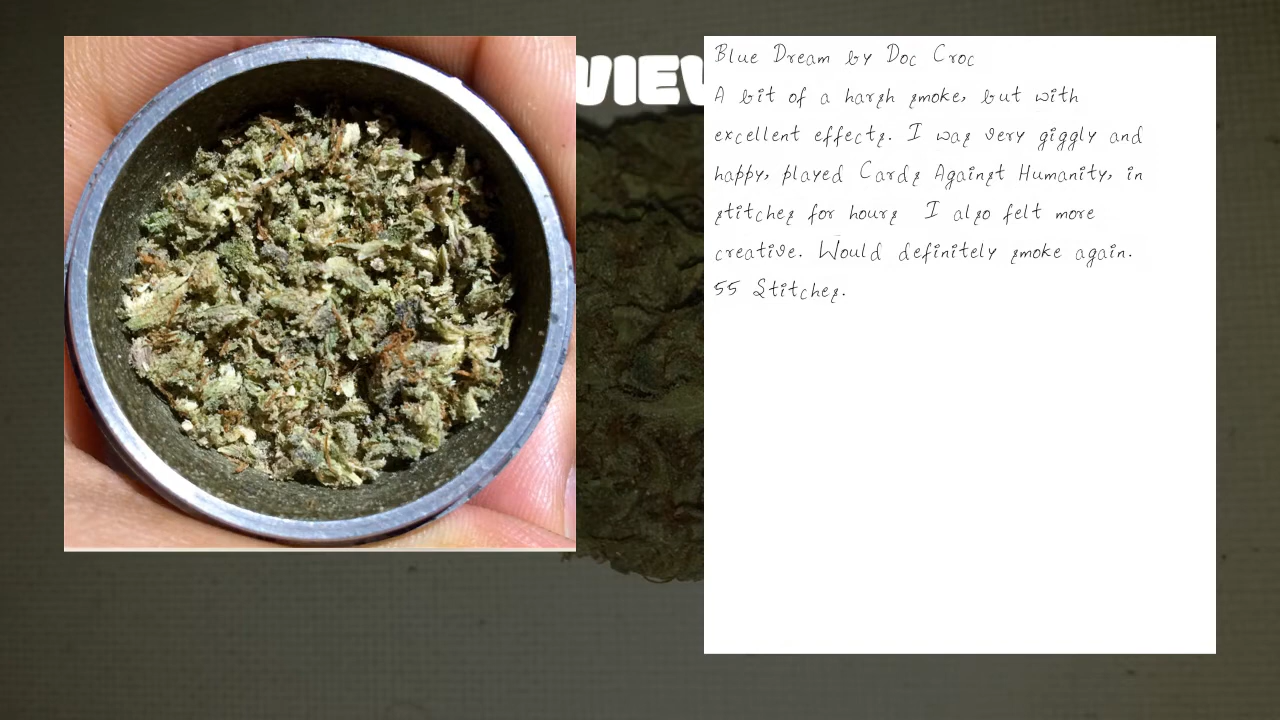 VIEW
Blue Dream by Doc Croc
A bit of a harsh smoke, but with
excellent effects. I was very giggly and
happy, played Cards Against Humanity, in
stitches for hours I also felt more
creative. Would definitely smoke again.
55 Stitches.